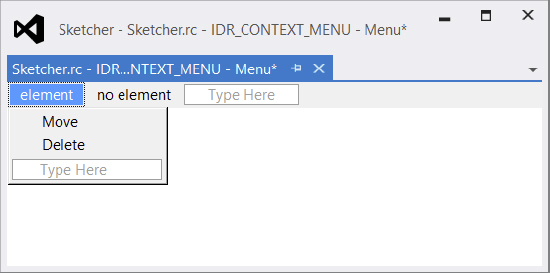 Sketcher - Sketcher.rc - IDR_CONTEXT_MENU - Menu*
Sketcher.rc - IDR...NTEXT_MENU - Menu*
element no element Type Here
Move
Delete
Type Here